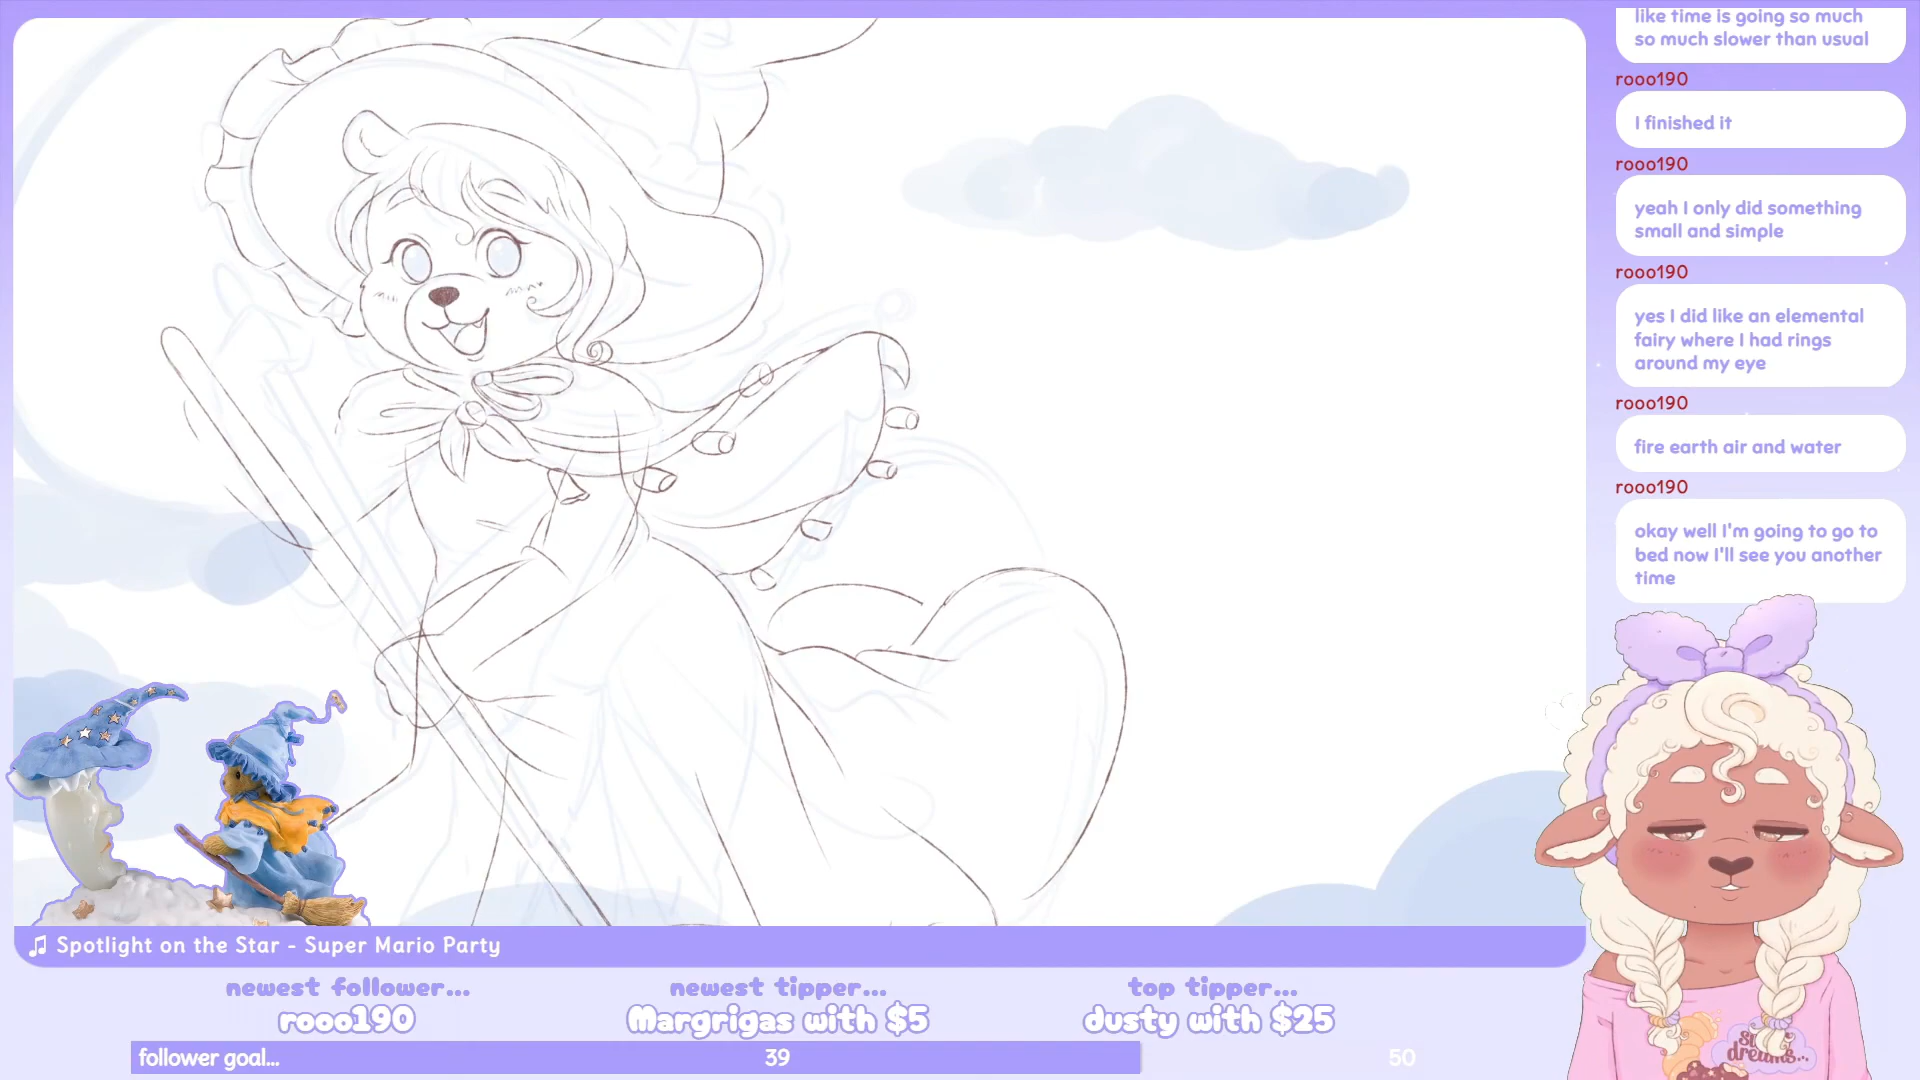 like time is going so much
so much slower than usual
rooo190
I finished it
rooo190
yeah I only did something
small and simple
rooo190
yes I did like an elemental
fairy where I had rings
around my eye
rooo190
fire earth air and water
rooo190
okay well I'm going to go to
bed now I'll see you another
time
Spotlight on the Star - Super Mario Party
newest follower...
rooo190
newest tipper...
Margrigas with $5
top tipper...
dusty with $25
follower goal...
39
50
dreams...